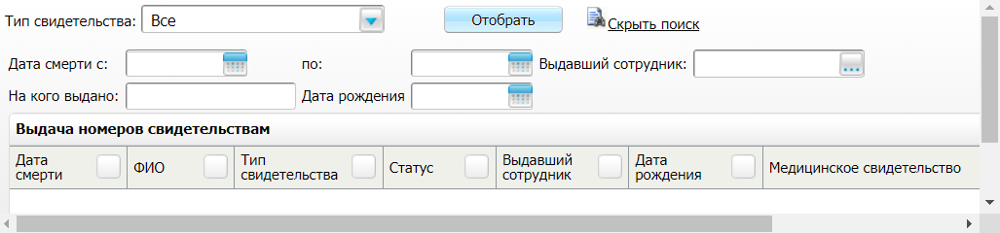 Тип свидетельства: Все Отобрать Скрыть поиск
Дата смерти с: по: Выдавший сотрудник: ...
На кого выдано: Дата рождения
Выдача номеров свидетельствам
Дата смерти ФИО Тип свидетельства Статус Выдавший сотрудник Дата рождения Медицинское свидетельство